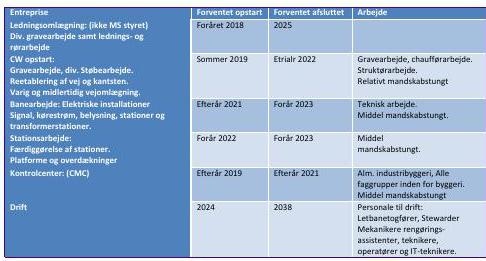 Entreprise Forventet opstart Forventet afsluttet Arbejde
Ledningsomlægning: (ikke MS styret) Foråret 2018 2025
Div. gravearbejde samt lednings- og
rørarbejde
CW opstart: Sommer 2019 Etrialr 2022 Gravearbejde, chaufførarbejde.
Gravearbejde, div. Støbearbejde. Struktørarbejde.
Reetablering af vej og kantsten. Relativt mandskabstungt
Varig og midlertidig vejomlægning.
Banearbejde: Elektriske installationer Efterår 2021 Forår 2023 Teknisk arbejde.
Signal, kørestrøm, belysning, stationer og Middel mandskabstungt.
transformerstationer.
Stationsarbejde: Forår 2022 Forår 2023 Middel
Færdiggørelse af stationer. mandskabstungt.
Platforme og overdækninger
Kontrolcenter: (CMC) Efterår 2019 Efterår 2021 Alm. industribyggeri, Alle
faggrupper inden for byggeri.
Middel mandskabstungt
Drift 2024 2038 Personale til drift:
Letbanetogfører, Stewarder
Mekanikere rengørings-
assistenter, teknikere,
operatører og IT-teknikere.